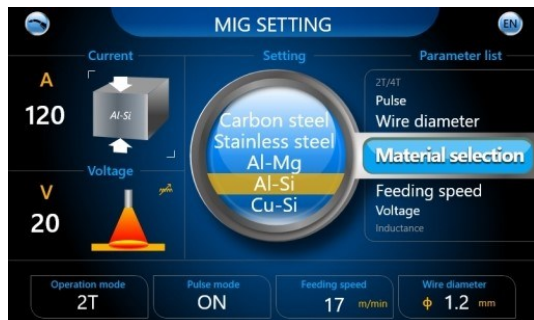 MIG SETTING
EN
Current
A
120
Al-Si
Voltage
V
20
Setting
Carbon steel
Stainless steel
Al-Mg
Al-Si
Cu-Si
Parameter list
2T/4T
Pulse
Wire diameter
Material selection
Feeding speed
Voltage
Inductance
Operation mode
2T
Pulse mode
ON
Feeding speed
17 m/min
Wire diameter
ϕ 1.2 mm